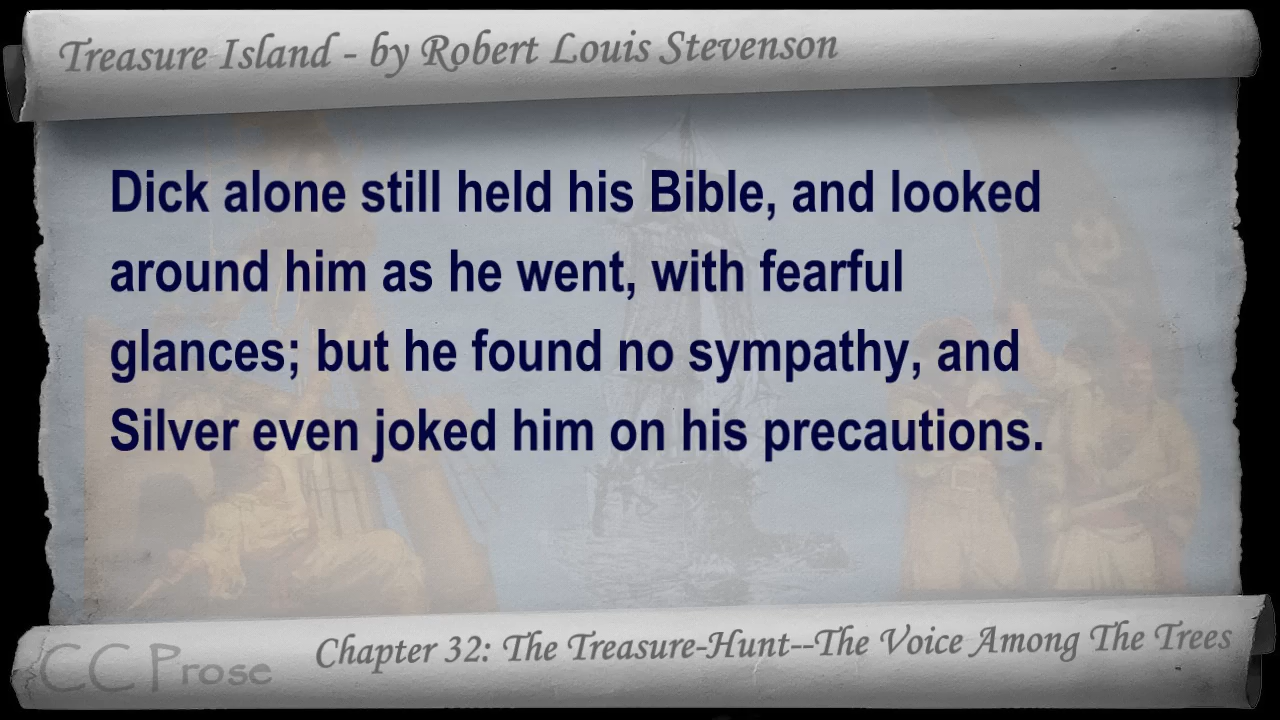 Treasure Island - by Robert Louis Stevenson
Dick alone still held his Bible, and looked
around him as he went, with fearful
glances; but he found no sympathy, and
Silver even joked him on his precautions.
Chapter 32: The Treasure-Hunt--The Voice Among The Trees
CC Prose